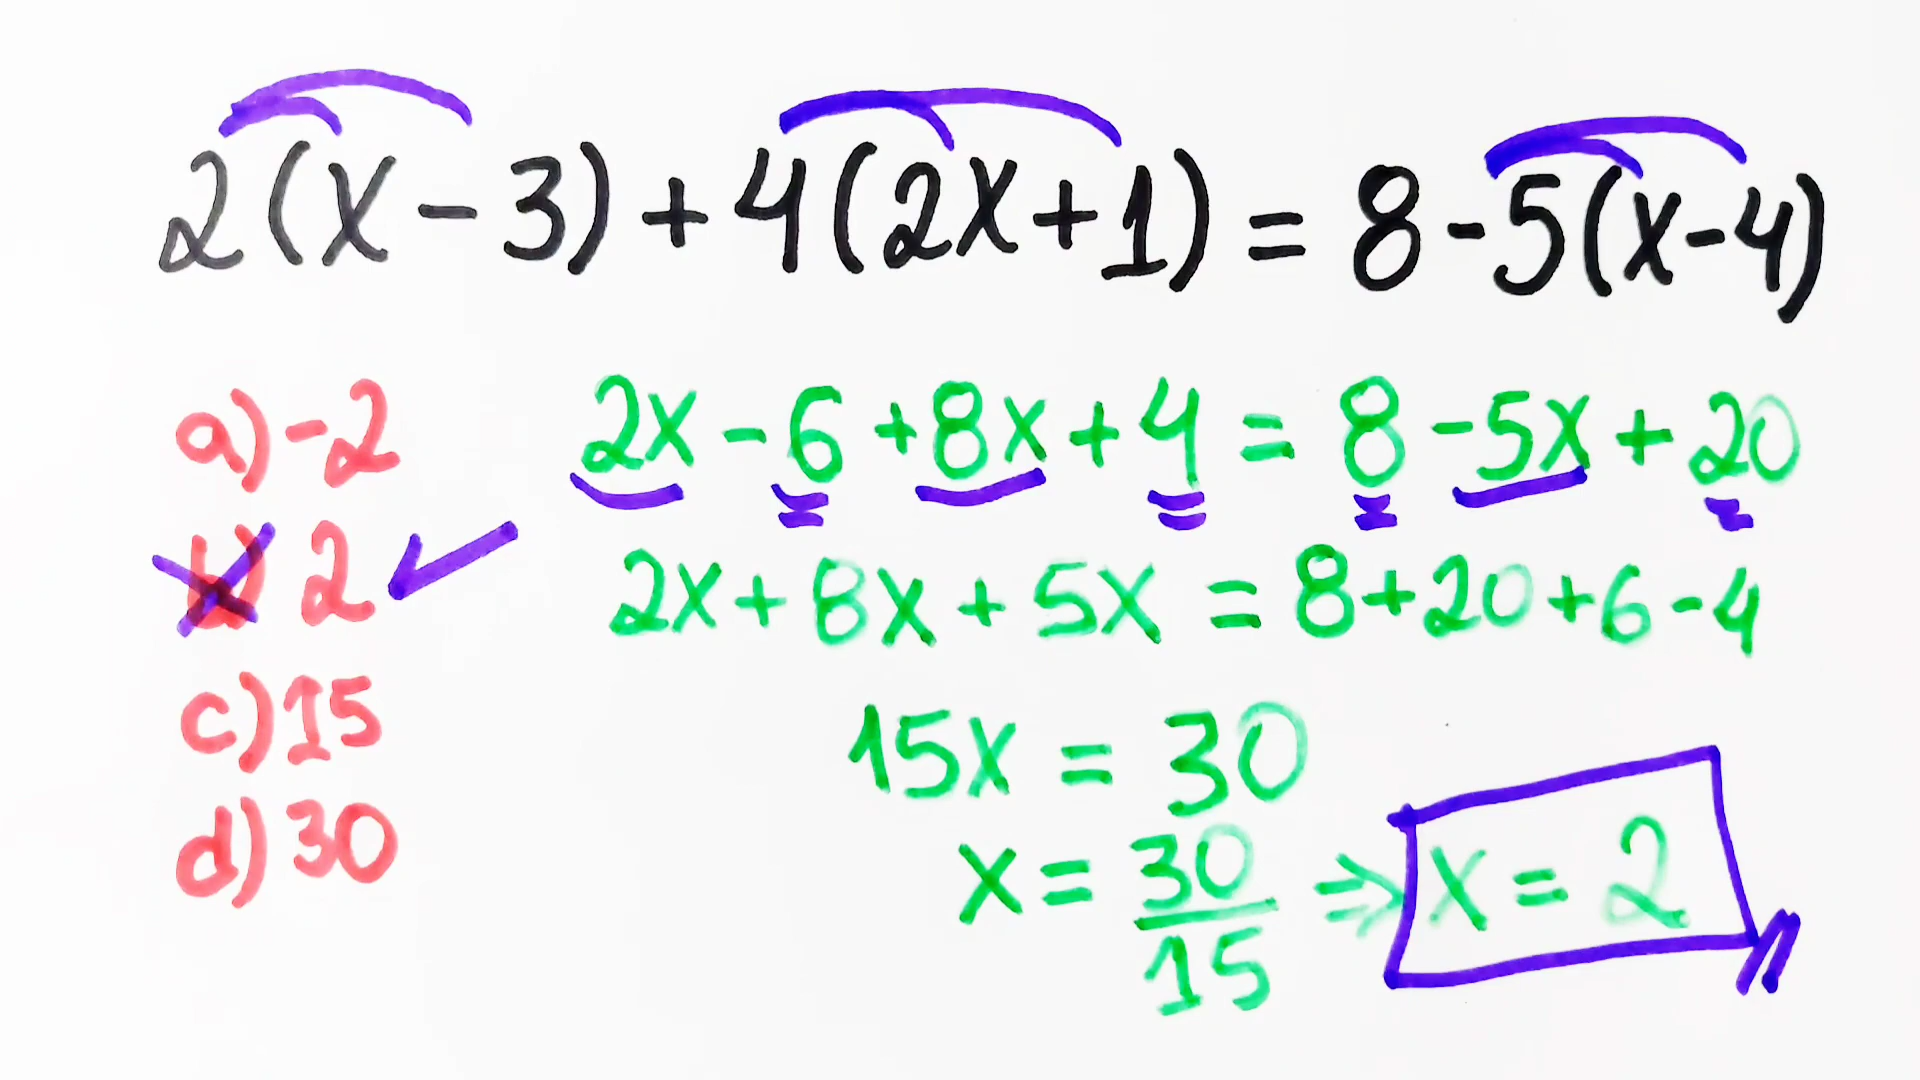 2(x-3)+4(2x+1)=8-5(x-4)
a)-2
b) 2
c)15
d)30
2x-6+8x+4=8-5x+20
2x+8x+5x=8+20+6-4
15x=30
x=30/15⇒x=2